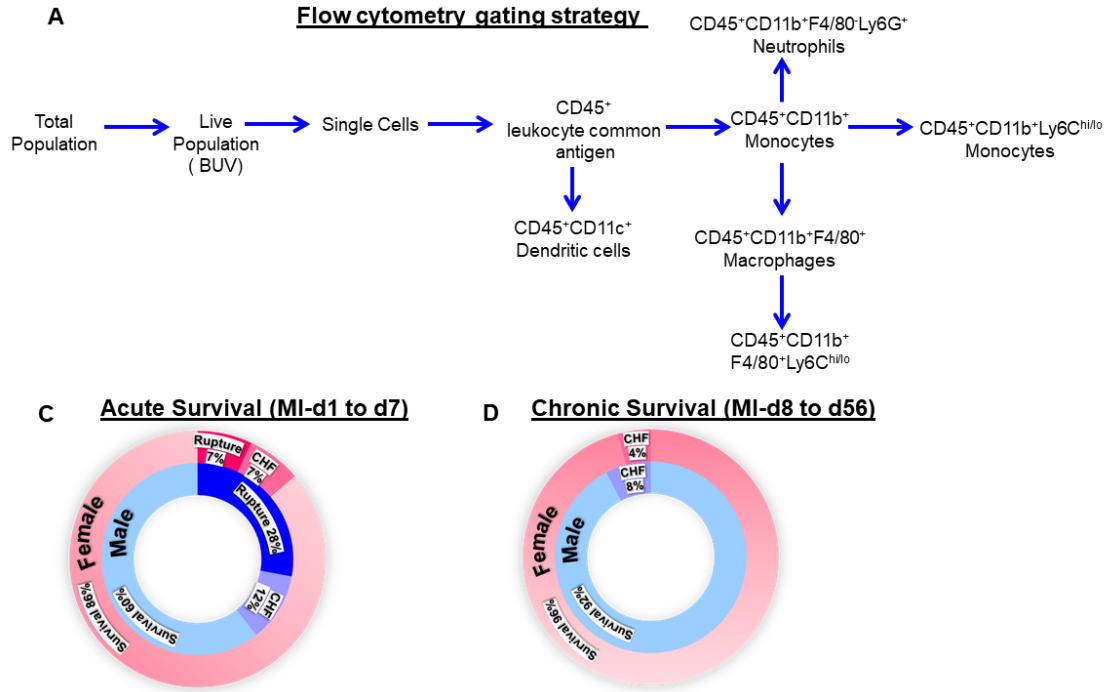 A
Flow cytometry gating strategy
Total
Population
Live
Population
( BUV)
Single Cells
CD45⁺
leukocyte common
antigen
CD45⁺CD11c⁺
Dendritic cells
CD45⁺CD11b⁺F4/80⁻Ly6G⁺
Neutrophils
CD45⁺CD11b⁺
Monocytes
CD45⁺CD11b⁺Ly6Cʰⁱ/ˡᵒ
Monocytes
CD45⁺CD11b⁺F4/80⁺
Macrophages
CD45⁺CD11b⁺
F4/80⁺Ly6Cʰⁱ/ˡᵒ
C
Acute Survival (MI-d1 to d7)
Rupture
7%
CHF
7%
Rupture 28%
CHF
12%
Female
Male
Survival 60%
Survival 86%
D
Chronic Survival (MI-d8 to d56)
CHF
4%
CHF
8%
Female
Male
Survival 92%
Survival 96%